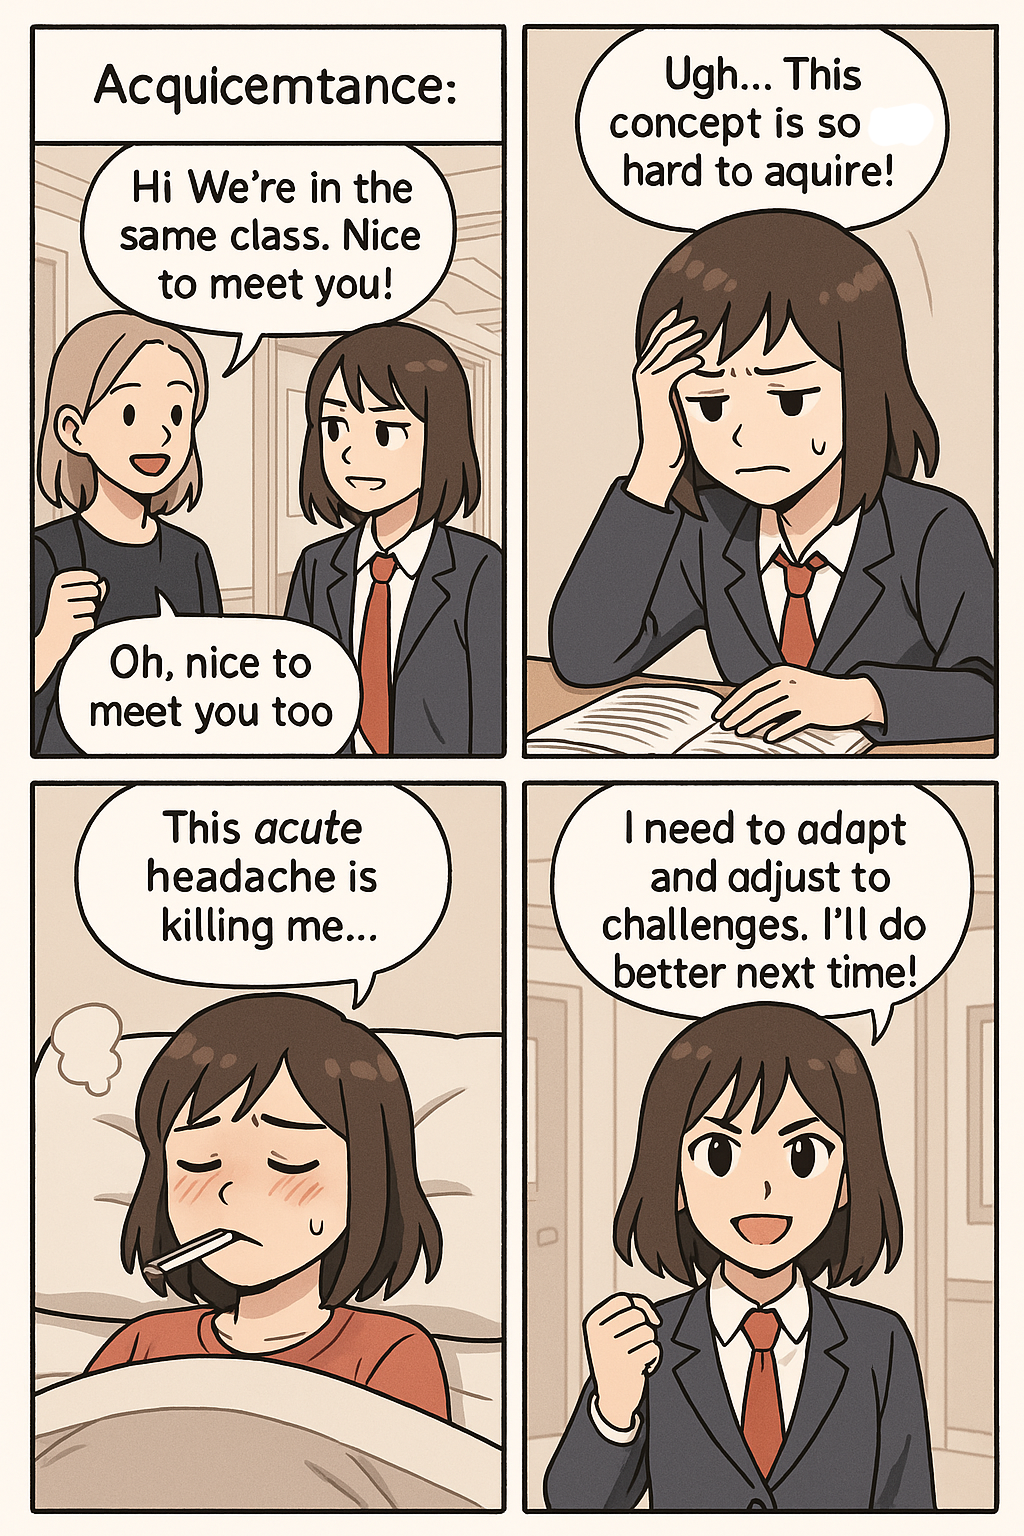 Acquicemtance:
Hi We're in the
same class. Nice
to meet you!
Oh, nice to
meet you too
Ugh... This
concept is so
hard to aquire!
This acute
headache is
killing me...
I need to adapt
and adjust to
challenges. I'll do
better next time!